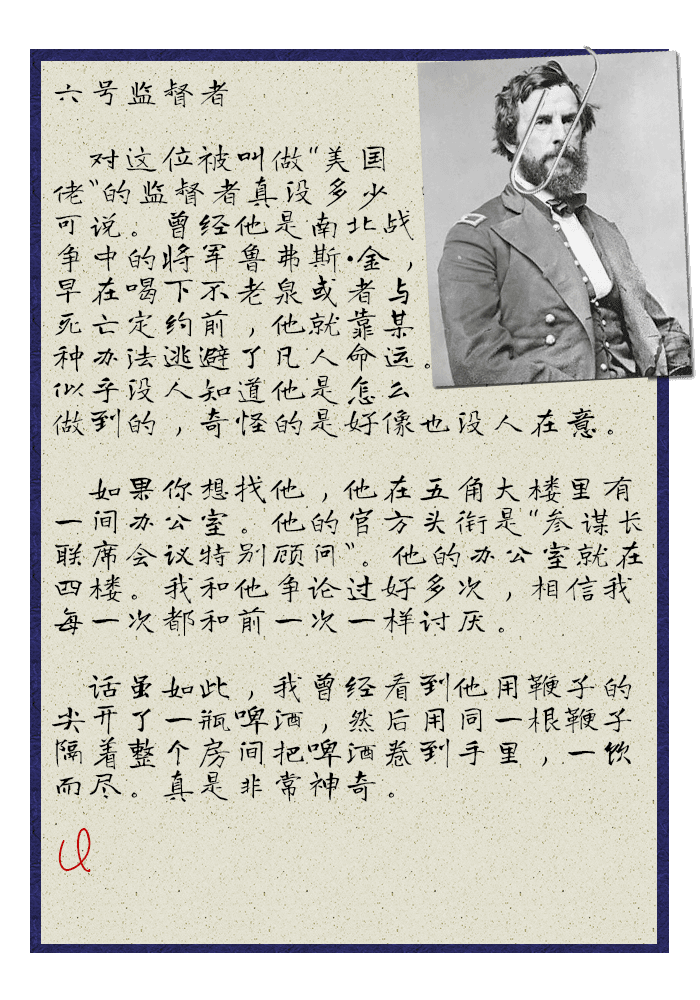 六号监督者
对这位被叫做“美国
佬”的监督者真没多少
可说。曾经他是南北战
争中的将军鲁弗斯·金，
早在喝下不老泉或者与
死亡定约前，他就靠某
种办法逃避了凡人命运。
似乎没人知道他是怎么
做到的，奇怪的是好像也没人在意。
如果你想找他，他在五角大楼里有
一间办公室。他的官方头衔是“参谋长
联席会议特别顾问”。他的办公室就在
四楼。我和他争论过好多次，相信我
每一次都和前一次一样讨厌。
话虽如此，我曾经看到他用鞭子的
尖开了一瓶啤酒，然后用同一根鞭子
隔着整个房间把啤酒卷到手里，一饮
而尽。真是非常神奇。